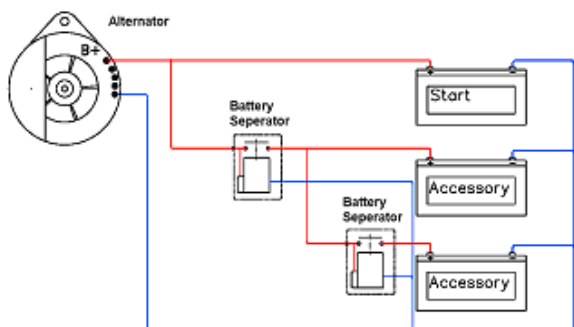 Alternator
B+
Start
Battery
Seperator
Accessory
Battery
Seperator
Accessory